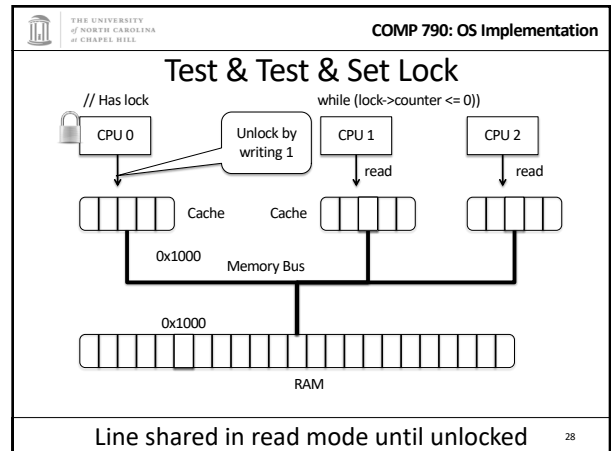 THE UNIVERSITY
of NORTH CAROLINA
at CHAPEL HILL
COMP 790: OS Implementation
Test & Test & Set Lock
// Has lock
while (lock->counter <= 0))
CPU 0
Unlock by
writing 1
CPU 1
CPU 2
read
read
Cache
Cache
0x1000
Memory Bus
0x1000
RAM
Line shared in read mode until unlocked
28